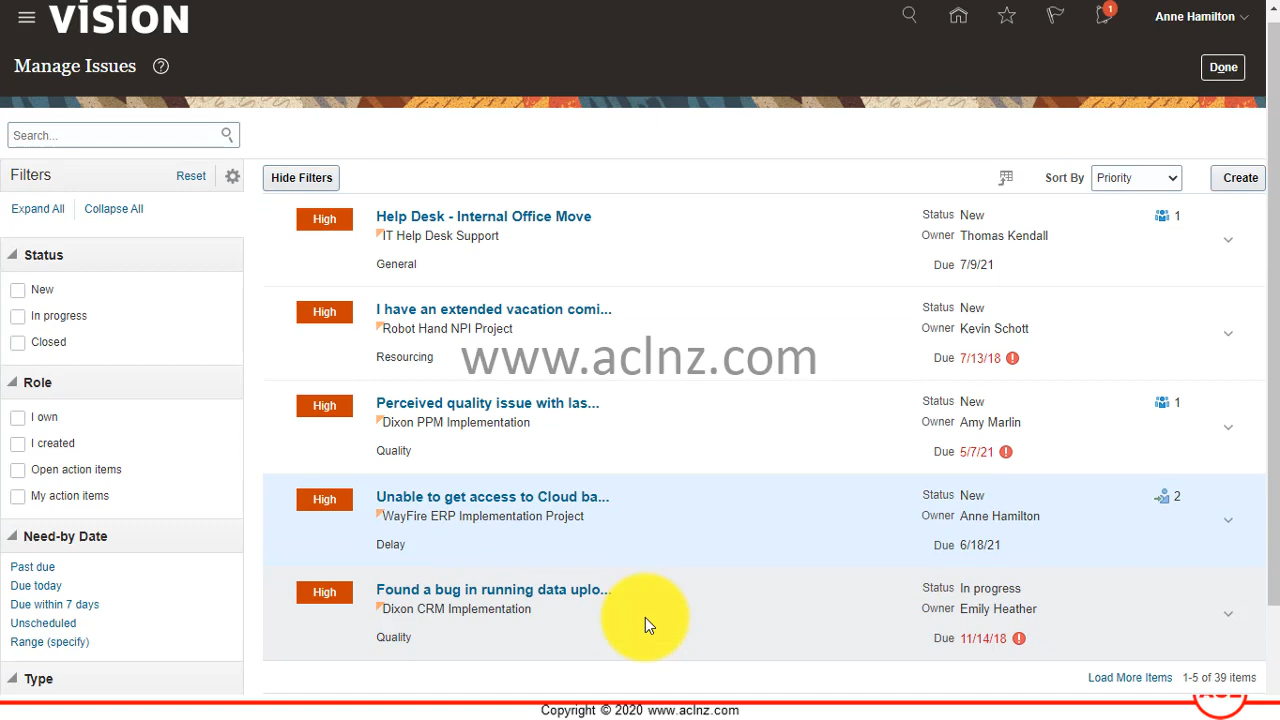 VISION
1
Anne Hamilton
Manage Issues ?
Done
Search...
Filters Reset
Hide Filters
Sort By Priority
Create
Expand All Collapse All
Status
New
In progress
Closed
Role
I own
I created
Open action items
My action items
Need-by Date
Past due
Due today
Due within 7 days
Unscheduled
Range (specify)
Type
High
Help Desk - Internal Office Move
IT Help Desk Support
General
Status New
Owner Thomas Kendall
Due 7/9/21
1
High
I have an extended vacation comi...
Robot Hand NPI Project
Resourcing
Status New
Owner Kevin Schott
Due 7/13/18
www.aclnz.com
High
Perceived quality issue with las...
Dixon PPM Implementation
Quality
Status New
Owner Amy Marlin
Due 5/7/21
1
High
Unable to get access to Cloud ba...
WayFire ERP Implementation Project
Delay
Status New
Owner Anne Hamilton
Due 6/18/21
2
High
Found a bug in running data uplo...
Dixon CRM Implementation
Quality
Status In progress
Owner Emily Heather
Due 11/14/18
Load More Items 1-5 of 39 items
Copyright © 2020 www.aclnz.com